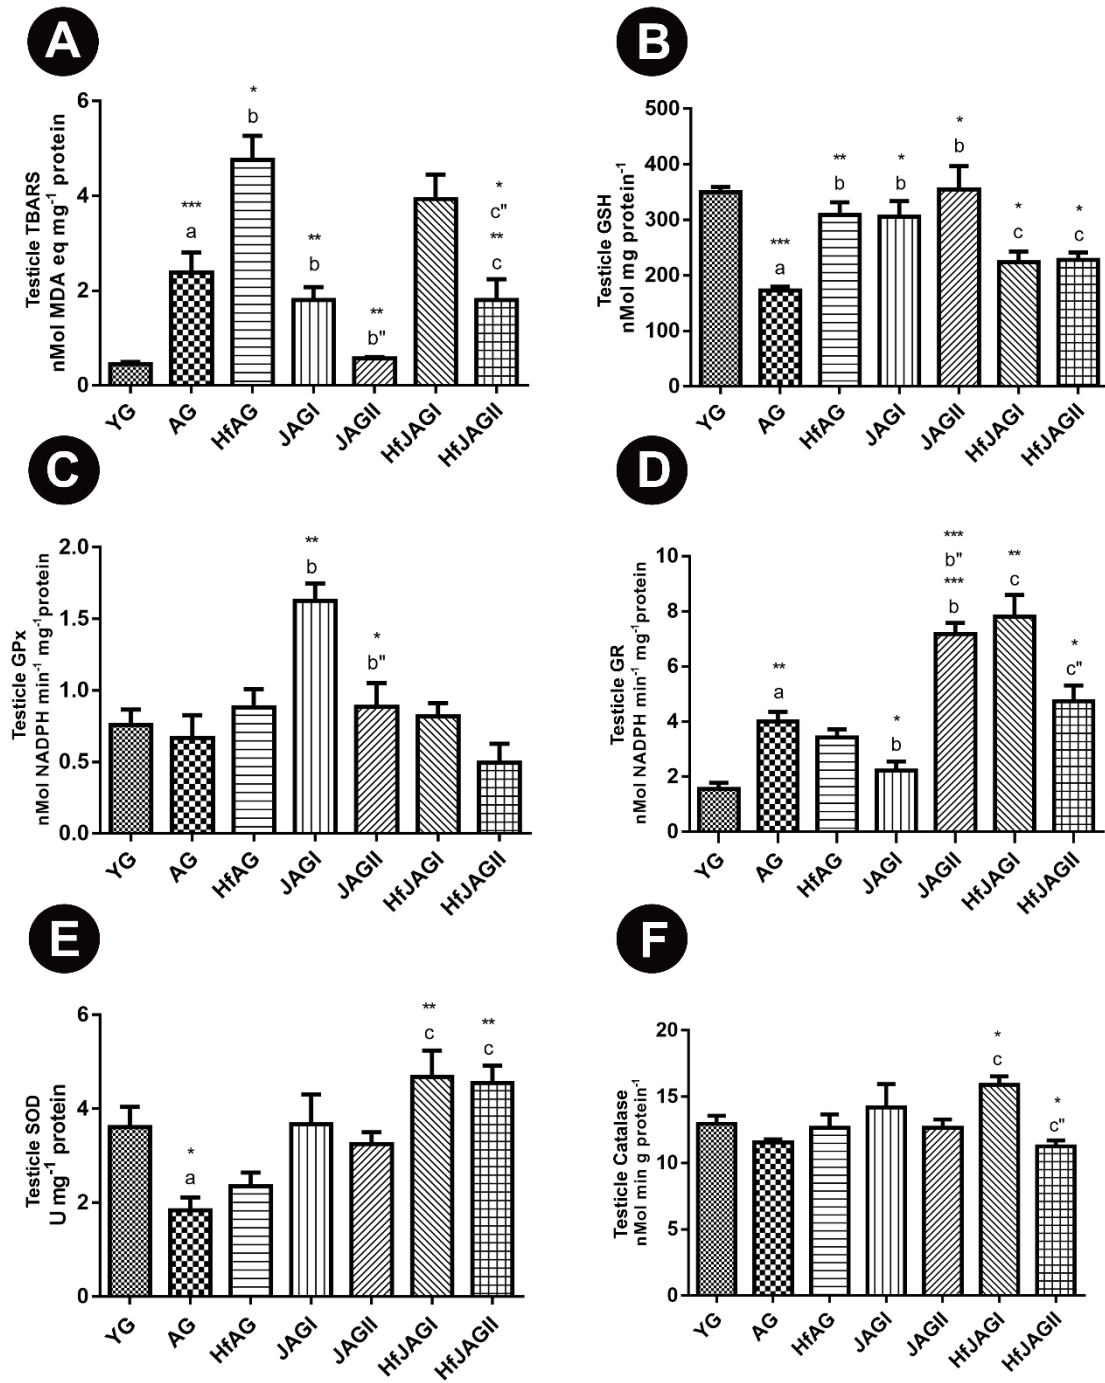 A
Testicle TBARS
nMol MDA eq mg⁻¹ protein
6
4
2
0
***
a
*
b
**
b
**
b"
*
c"
**
c
YG
AG
HfAG
JAGI
JAGII
HfJAGI
HfJAGII
B
Testicle GSH
nMol mg protein⁻¹
500
400
300
200
100
0
***
a
**
b
*
b
*
b
*
c
*
c
YG
AG
HfAG
JAGI
JAGII
HfJAGI
HfJAGII
C
Testicle GPx
nMol NADPH min⁻¹ mg⁻¹protein
2.0
1.5
1.0
0.5
0.0
**
b
*
b"
YG
AG
HfAG
JAGI
JAGII
HfJAGI
HfJAGII
D
Testicle GR
nMol NADPH min⁻¹ mg⁻¹protein
10
8
6
4
2
0
**
a
*
b
***
b"
***
b
**
c
*
c"
YG
AG
HfAG
JAGI
JAGII
HfJAGI
HfJAGII
E
Testicle SOD
U mg⁻¹ protein
6
4
2
0
*
a
**
c
**
c
YG
AG
HfAG
JAGI
JAGII
HfJAGI
HfJAGII
F
Testicle Catalase
nMol min g protein⁻¹
20
15
10
5
0
*
c
*
c"
YG
AG
HfAG
JAGI
JAGII
HfJAGI
HfJAGII